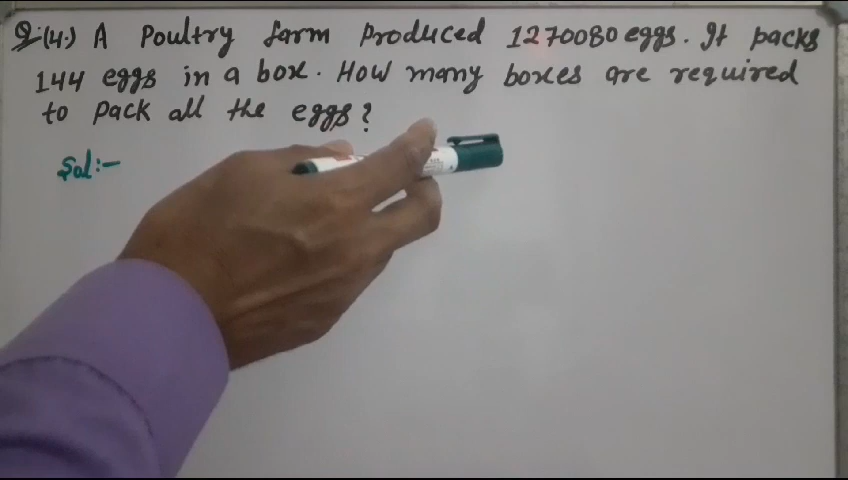 Q.(4.) A Poultry farm Produced 1270080 eggs. It packs
144 eggs in a box. How many boxes are required
to pack all the eggs?
Sol:-